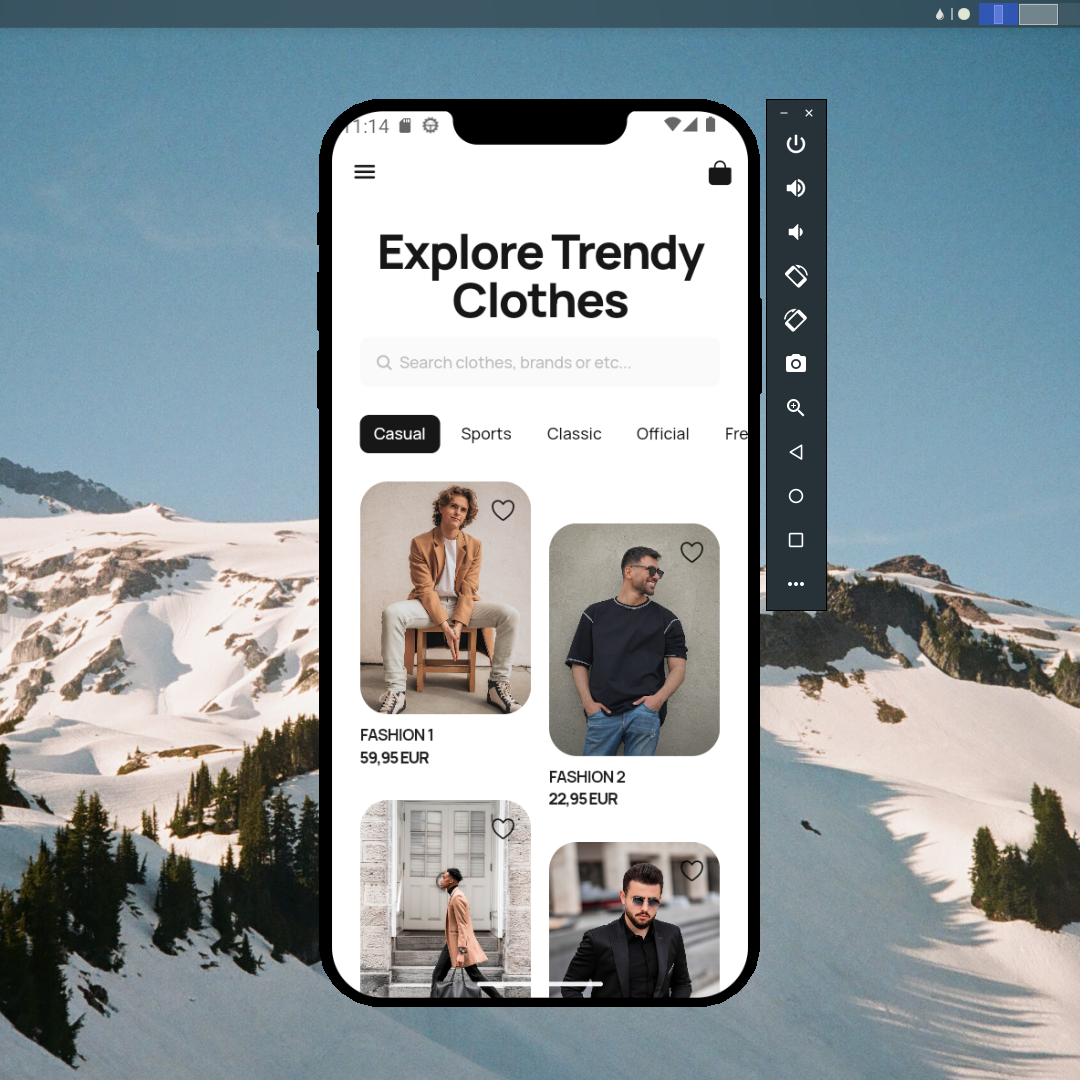 11:14
Explore Trendy
Clothes
Search clothes, brands or etc...
Casual Sports Classic Official Fre
FASHION 1
59,95 EUR
FASHION 2
22,95 EUR